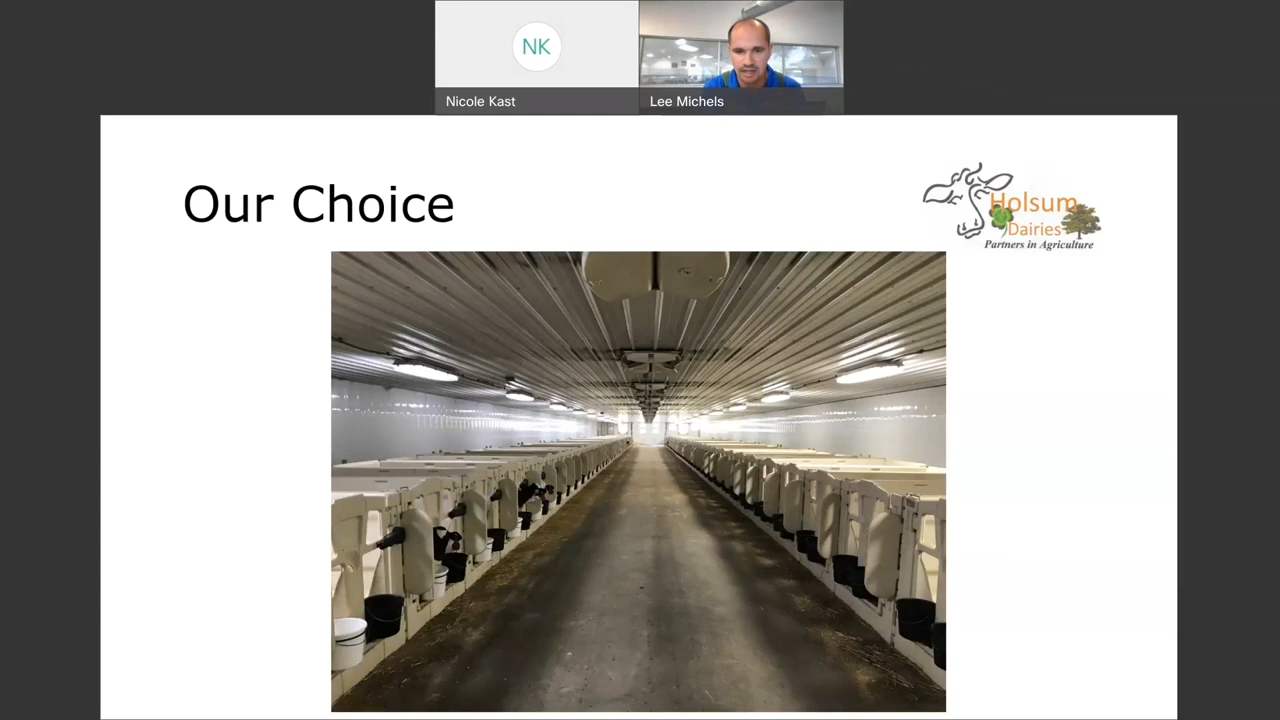 NK
Nicole Kast
Lee Michels
Our Choice
Holsum
Dairies
Partners in Agriculture